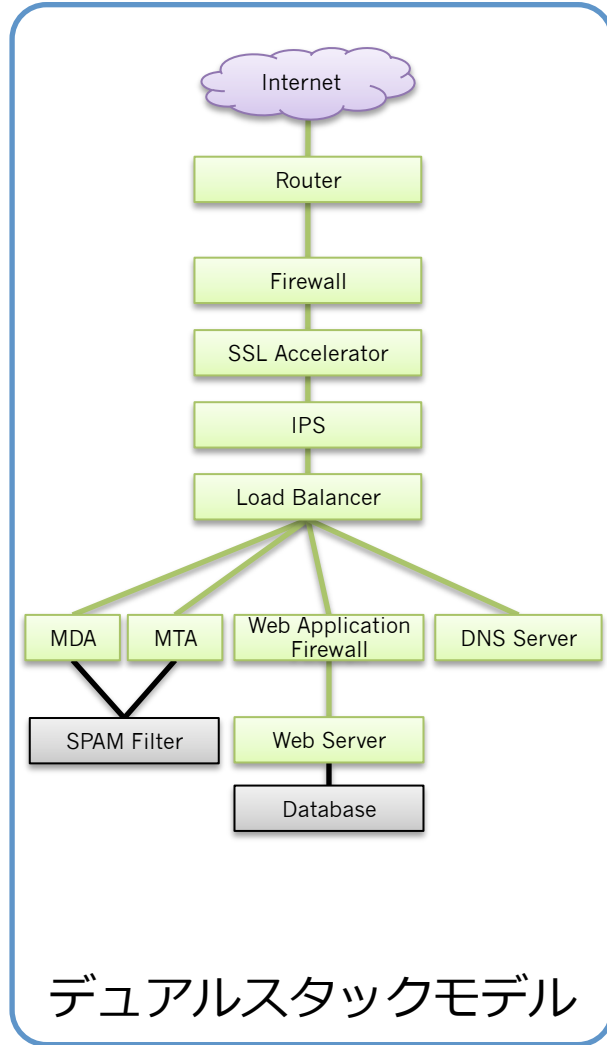 Internet
Router
Firewall
SSL Accelerator
IPS
Load Balancer
MDA
MTA
Web Application
Firewall
DNS Server
SPAM Filter
Web Server
Database
デュアルスタックモデル